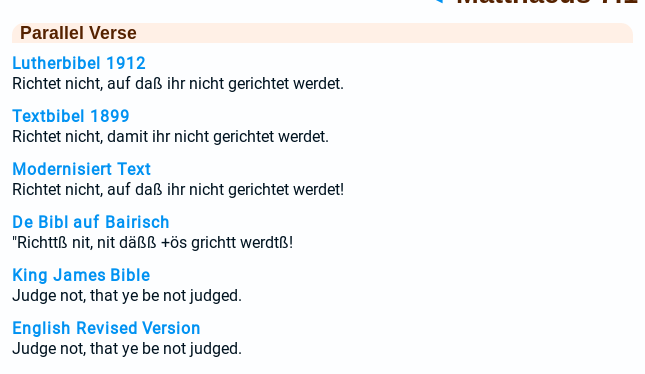 Parallel Verse
Lutherbibel 1912
Richtet nicht, auf daß ihr nicht gerichtet werdet.
Textbibel 1899
Richtet nicht, damit ihr nicht gerichtet werdet.
Modernisiert Text
Richtet nicht, auf daß ihr nicht gerichtet werdet!
De Bibl auf Bairisch
"Richttß nit, nit däßß +ös grichtt werdtß!
King James Bible
Judge not, that ye be not judged.
English Revised Version
Judge not, that ye be not judged.